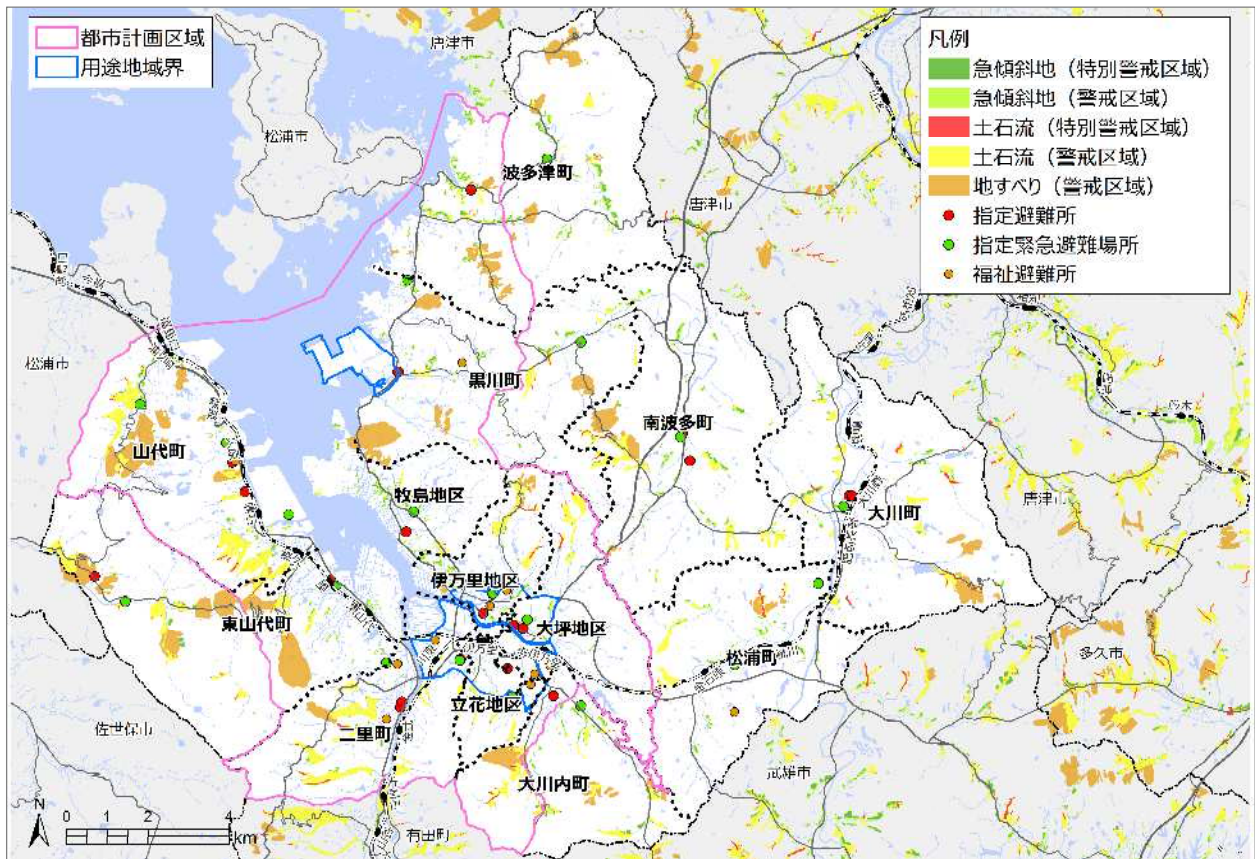 都市計画区域
用途地域界
凡例
急傾斜地（特別警戒区域）
急傾斜地（警戒区域）
土石流（特別警戒区域）
土石流（警戒区域）
地すべり（警戒区域）
指定避難所
指定緊急避難場所
福祉避難所
唐津市
松浦市
波多津町
唐津市
松浦市
黒川町
南波多町
山代町
牧島地区
大川町
唐津市
伊万里地区
大坪地区
東山代町
松浦町
多久市
立花地区
佐世保市
二里町
大川内町
武雄市
有田町
N
0 2 4
km